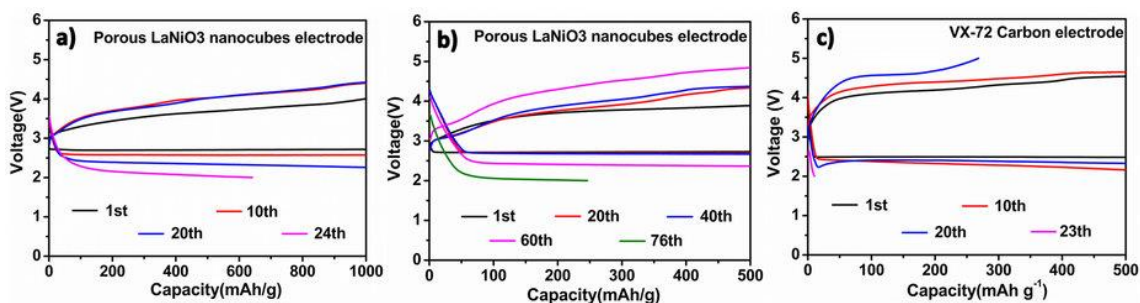 a) Porous LaNiO3 nanocubes electrode
Voltage(V)
6
5
4
3
2
1
0
1st 10th
20th 24th
0 200 400 600 800 1000
Capacity(mAh/g)
b) Porous LaNiO3 nanocubes electrode
Voltage(V)
6
5
4
3
2
1
0
1st 20th 40th
60th 76th
0 100 200 300 400 500
Capacity(mAh/g)
c) VX-72 Carbon electrode
Voltage (V)
6
5
4
3
2
1
0
1st 10th
20th 23th
0 100 200 300 400 500
Capacity(mAh g⁻¹)